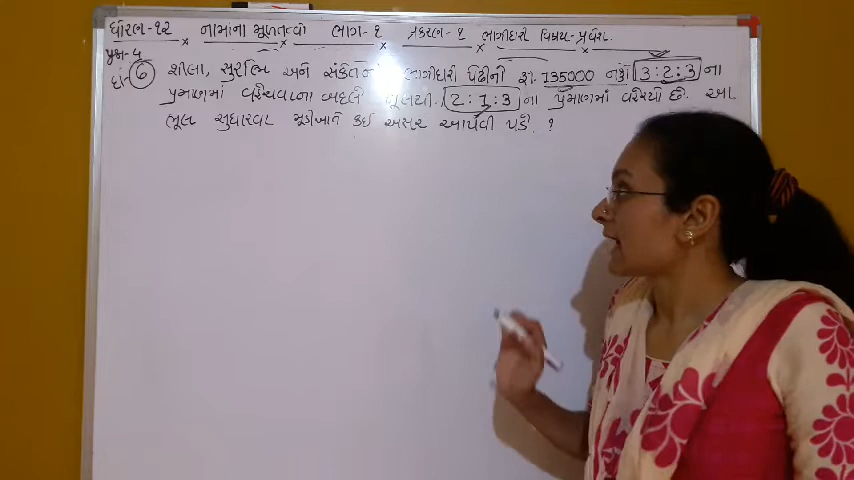 ધોરણ-૧૨ નામાંના મૂળતત્વો ભાગ-૧ પ્રકરણ-૧ ભાગીદારી વિષય-પ્રવેશ.
પ્રશ્ન-૫
દા-૭ શીલા, સુરભિ અને સંકેતની ભાગીદારી પેઢીની રૂા. 135000 નફો 3:2:3 ના
પ્રમાણમાં વહેંચવાના બદલે ભૂલથી 2:1:3 ના પ્રમાણમાં વહેંચ્યો છે. આ
ભૂલ સુધારવા મૂડીખાતે કઈ અસર આપવી પડે. ?